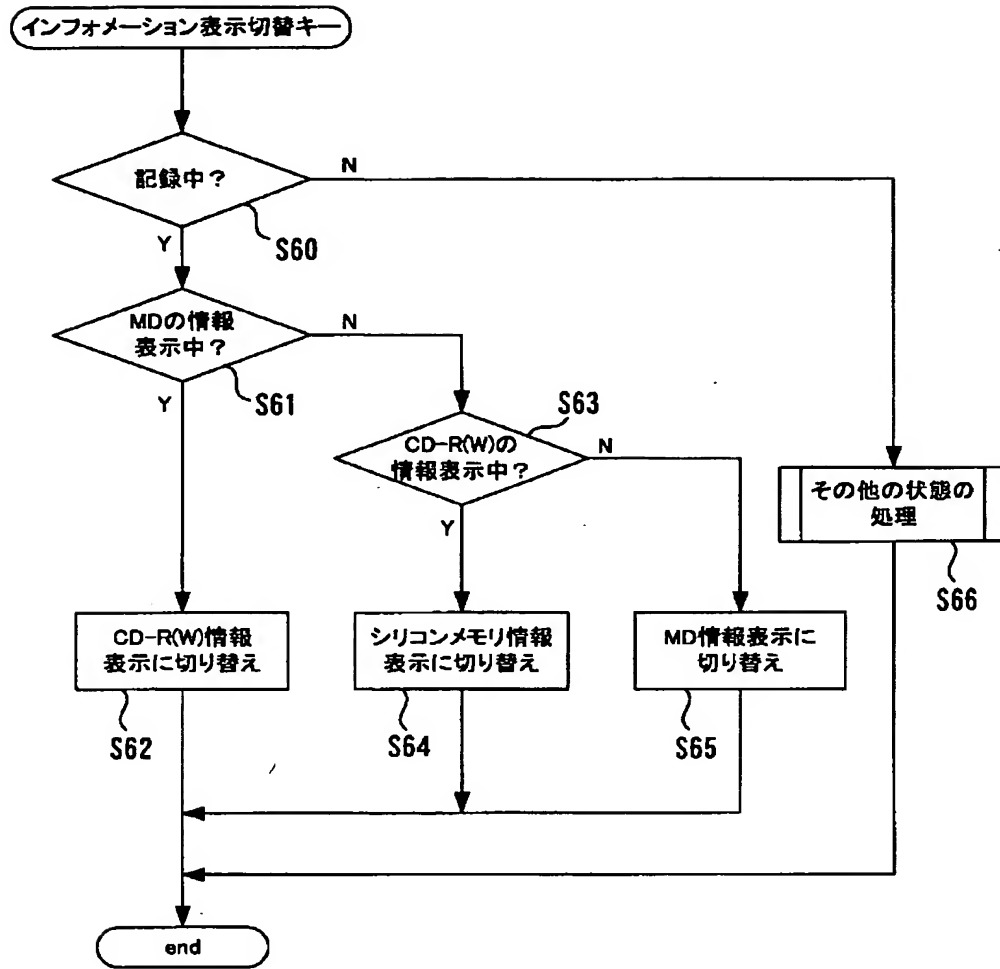 インフォメーション表示切替キー
記録中?
N
S60
Y
MDの情報
表示中?
N
S61
Y
S63
CD-R(W)の
情報表示中?
N
Y
その他の状態の
処理
S66
CD-R(W)情報
表示に切り替え
S62
シリコンメモリ情報
表示に切り替え
S64
MD情報表示に
切り替え
S65
end